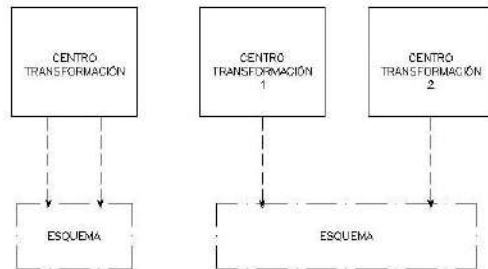 CENTRO
TRANSFORMACIÓN
CENTRO
TRANSFORMACIÓN
1
CENTRO
TRANSFORMACIÓN
2
ESQUEMA
ESQUEMA